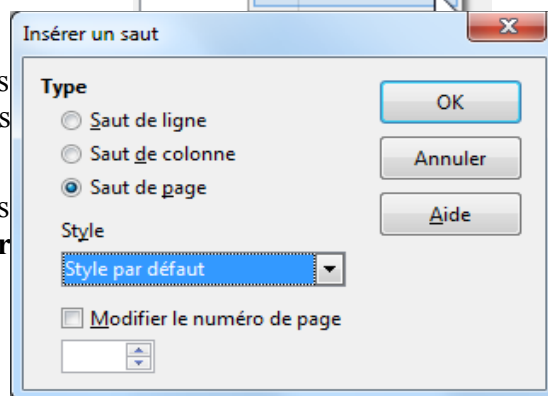 Insérer un saut
s
Type
OK
s
Saut de ligne
Saut de colonne
Annuler
Saut de page
s
Aide
Style
r
Style par défaut
Modifier le numéro de page